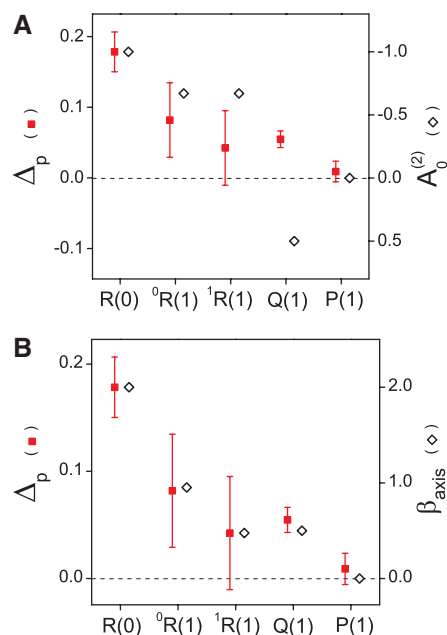 A
0.2
0.1
0.0
-0.1
Δp (■)
-1.0
-0.5
0.0
0.5
A0(2) (◇)
R(0) 0R(1) 1R(1) Q(1) P(1)
B
0.2
0.1
0.0
Δp (■)
2.0
1.0
0.0
βaxis (◇)
R(0) 0R(1) 1R(1) Q(1) P(1)